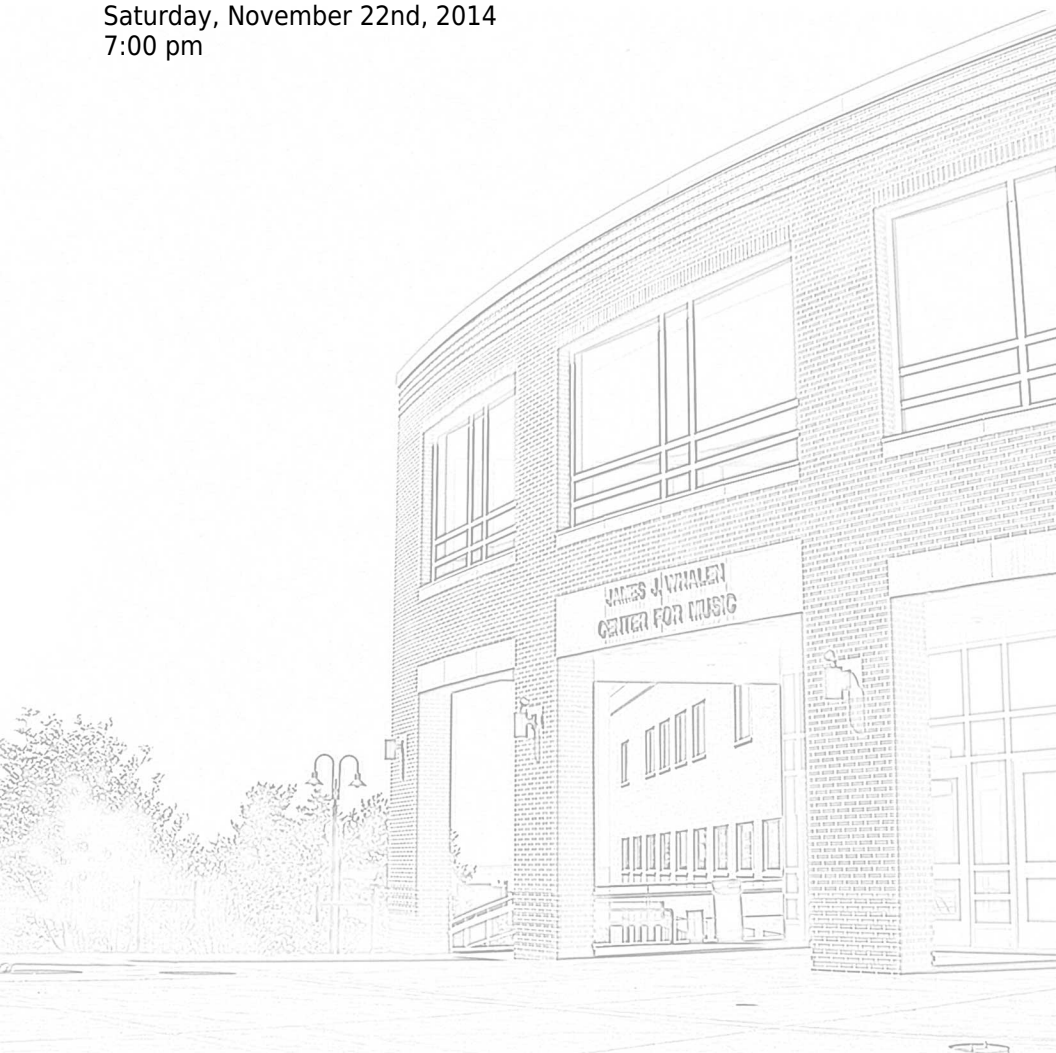 Saturday, November 22nd, 2014
7:00 pm
JAMES J. WHALEN
CENTER FOR MUSIC